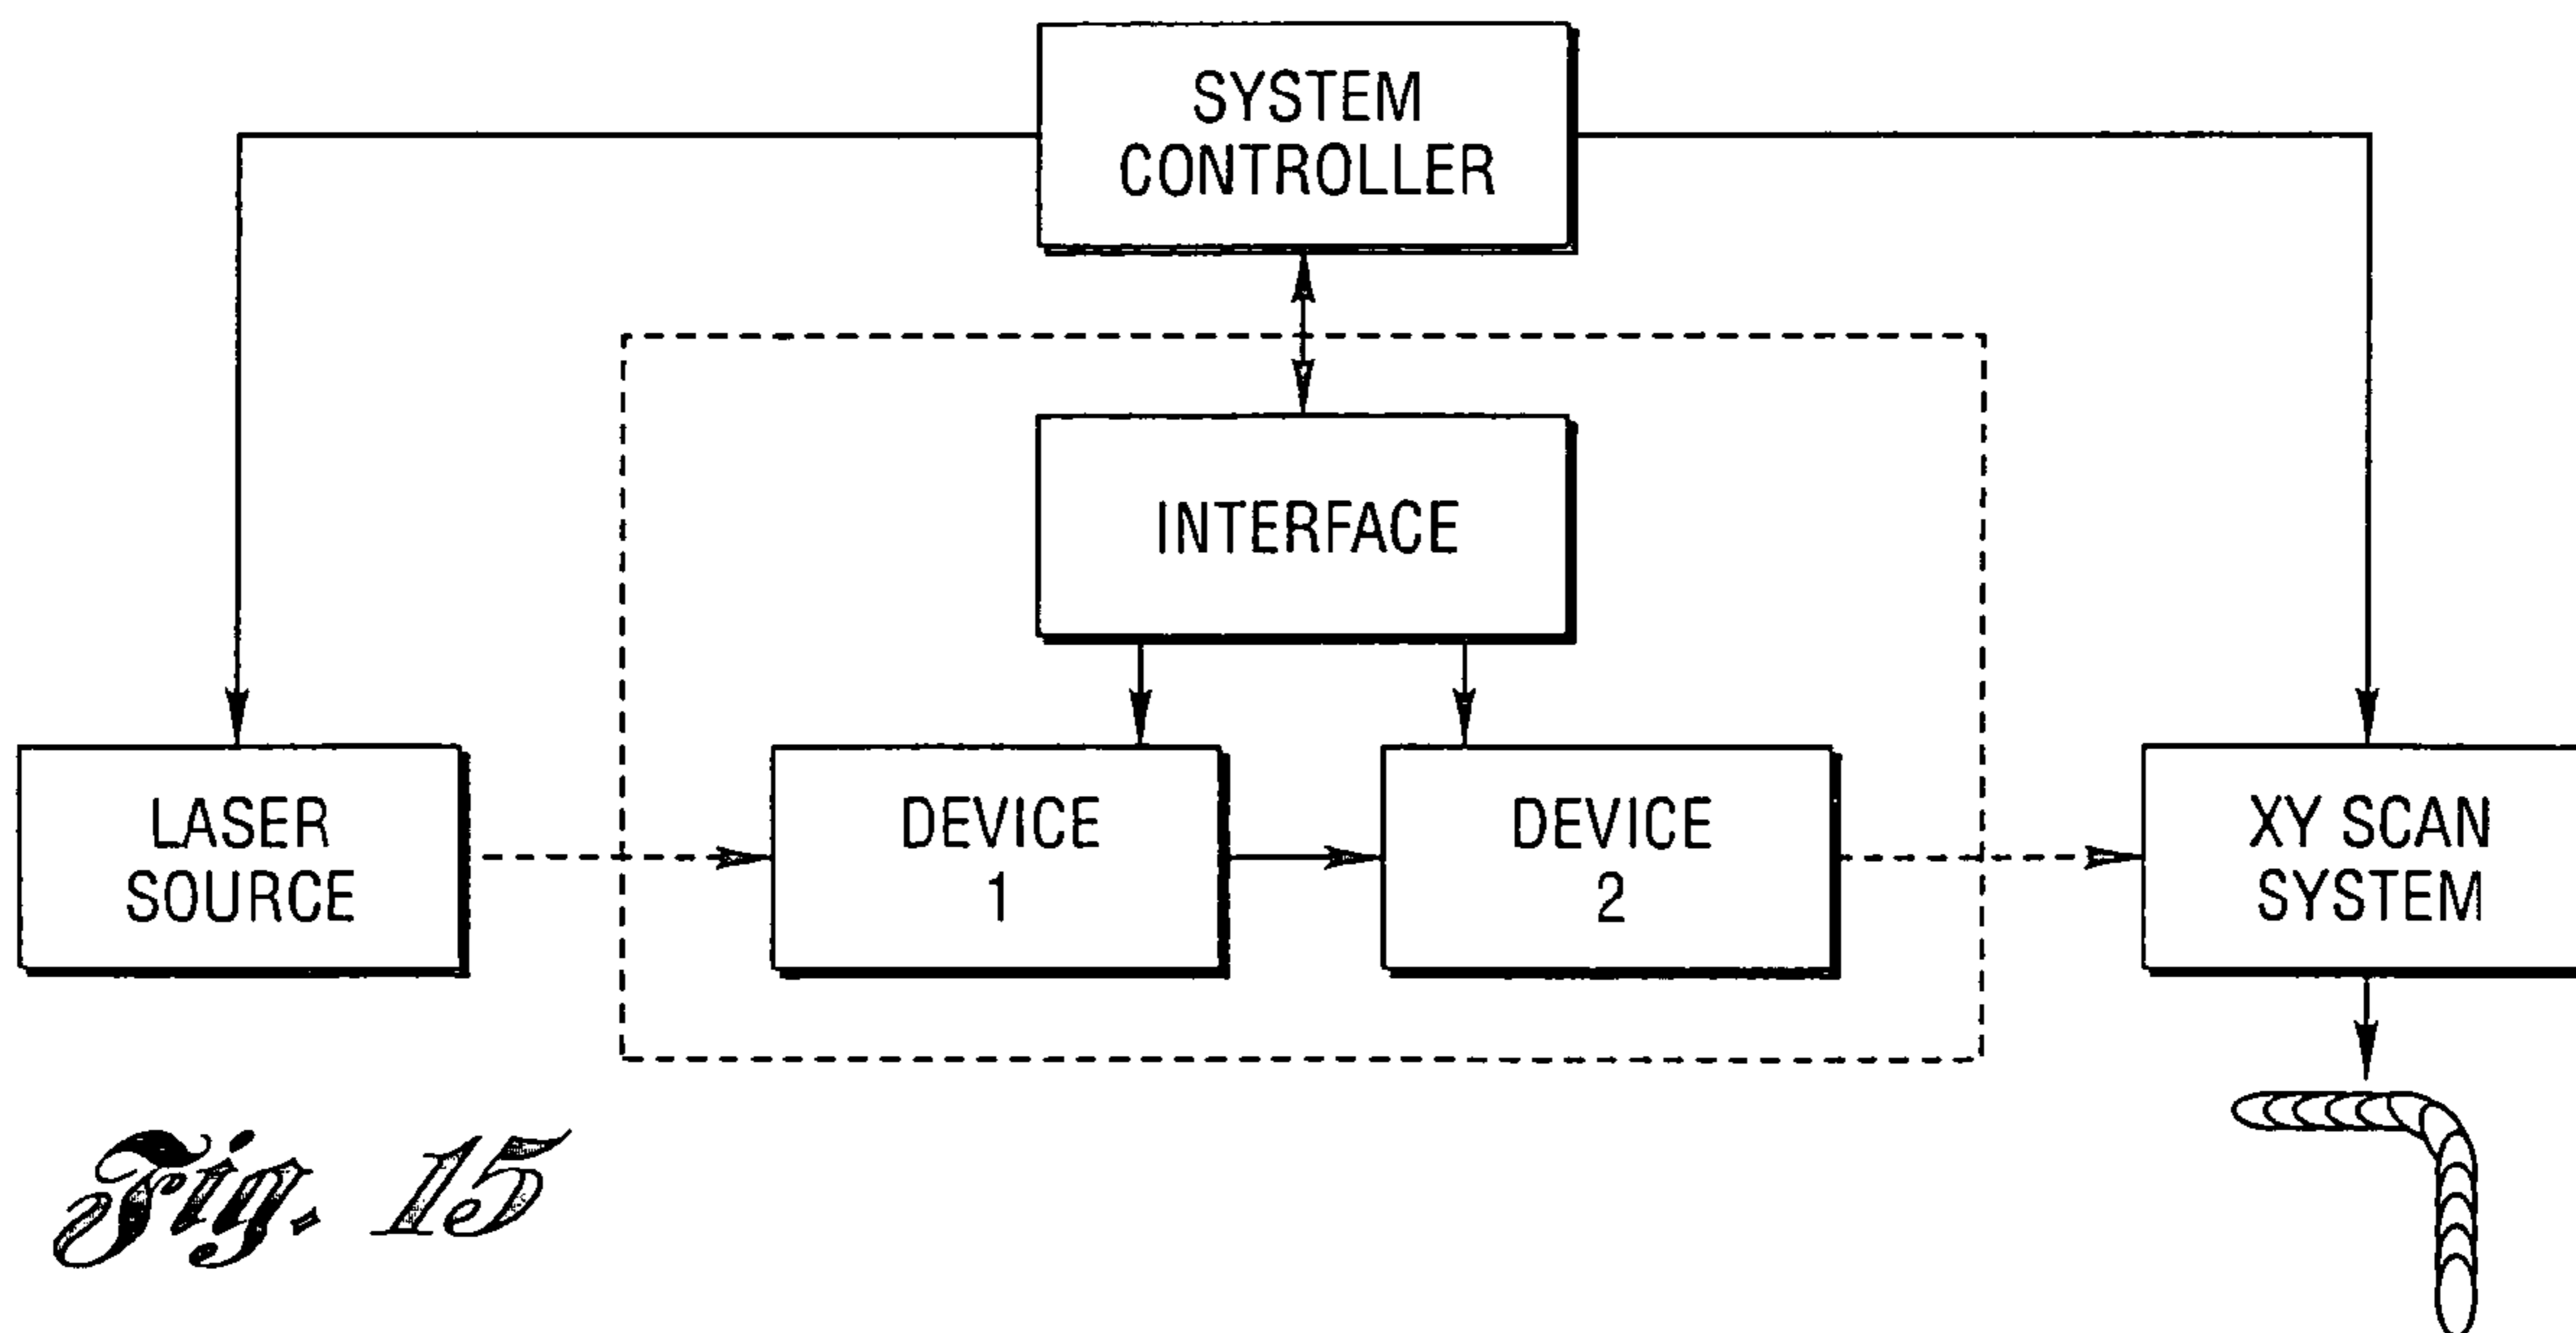 SYSTEM
CONTROLLER
INTERFACE
LASER
SOURCE
DEVICE
1
DEVICE
2
XY SCAN
SYSTEM
Fig. 15